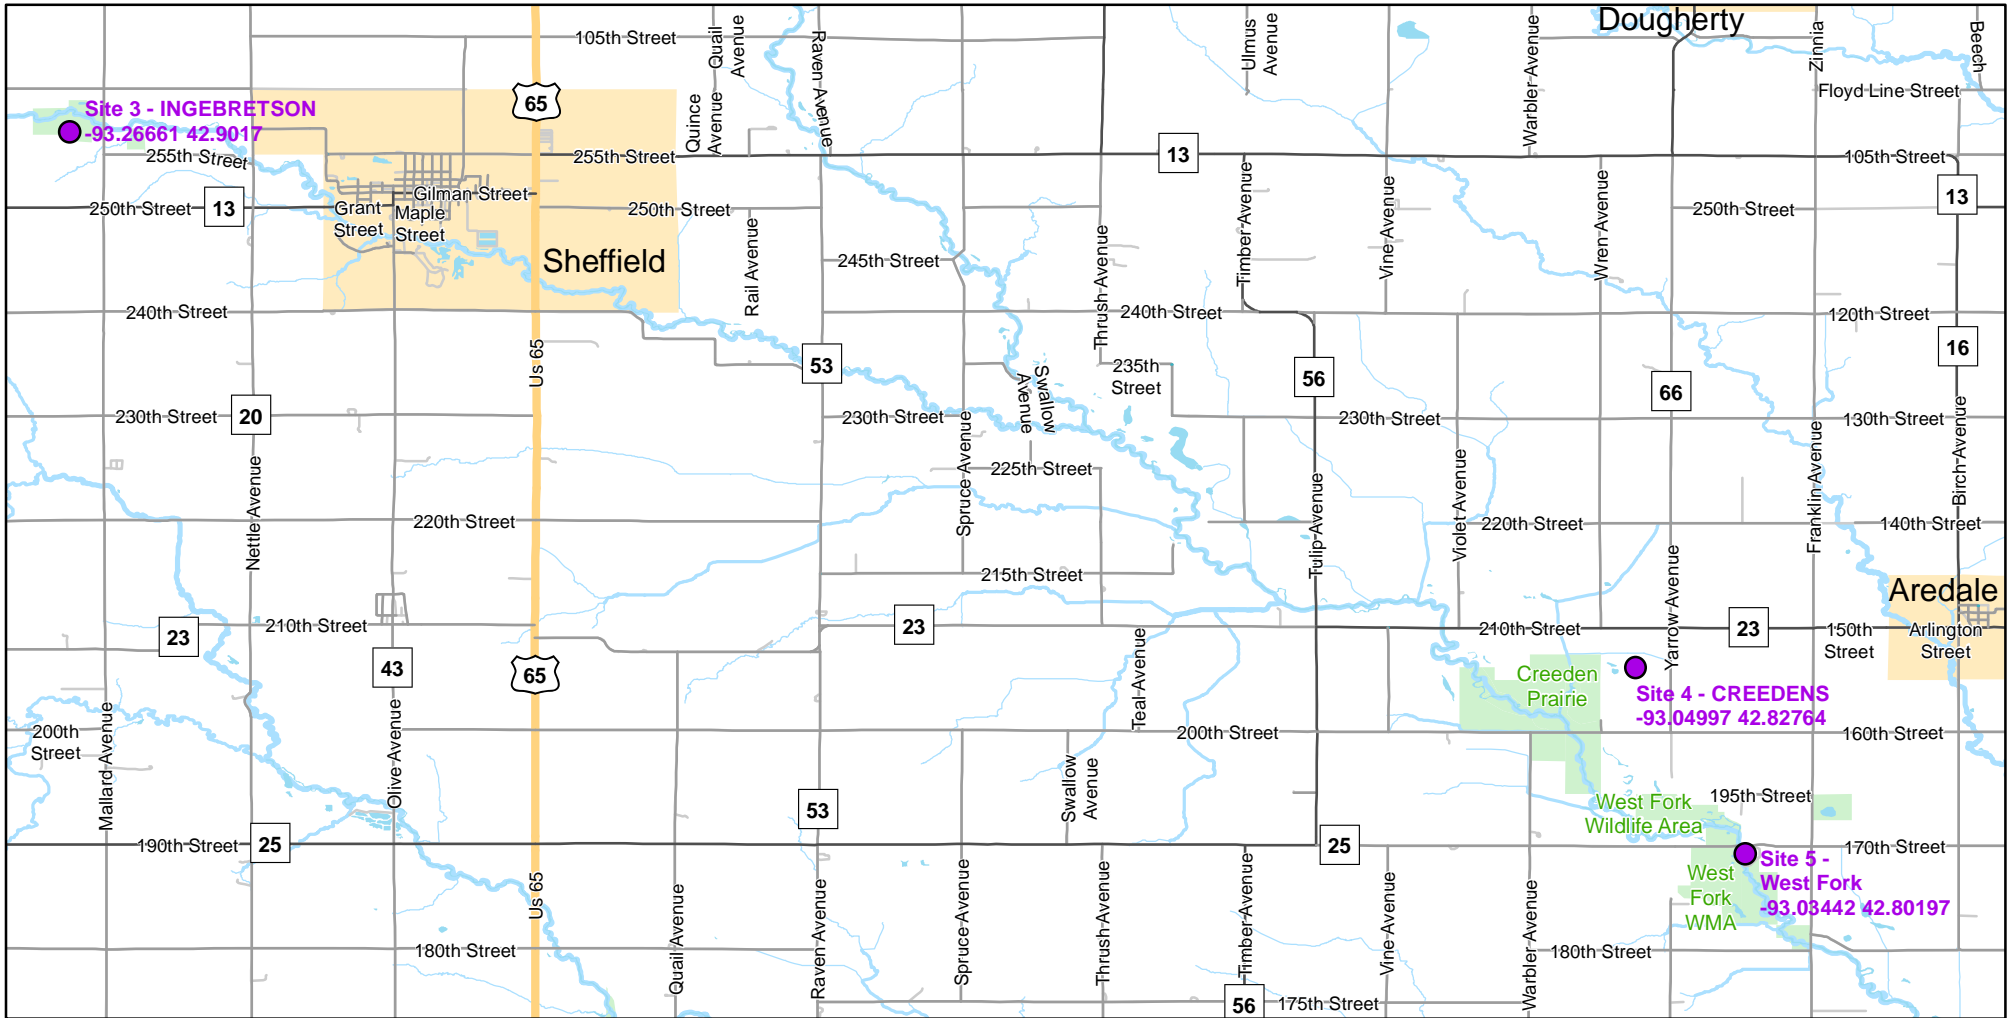 Dougherty
105th Street
Quail
Avenue
Raven Avenue
Ulmus
Avenue
Warbler Avenue
Zinnia
Beech
Floyd Line Street
Site 3 - INGEBRETSON
-93.26661 42.9017
65
Quince
Avenue
255th Street
255th Street
13
105th Street
250th Street
13
Gilman Street
Grant
Street
Maple
Street
250th Street
Rail Avenue
Timber Avenue
Vine Avenue
Wren Avenue
250th Street
13
Sheffield
245th Street
Thrush Avenue
240th Street
240th Street
120th Street
Us 65
53
235th
Street
56
66
16
Swallow
Avenue
230th Street
20
230th Street
230th Street
130th Street
Nettle Avenue
Spruce Avenue
225th Street
Tulip Avenue
Violet Avenue
Franklin Avenue
Birch Avenue
220th Street
220th Street
140th Street
215th Street
Yarrow Avenue
Aredale
23
210th Street
23
210th Street
23
150th
Street
Arlington
Street
43
65
Teal Avenue
Creeden
Prairie
Site 4 - CREEDENS
-93.04997 42.82764
200th
Street
Mallard Avenue
Olive Avenue
200th Street
160th Street
Swallow
Avenue
53
195th Street
West Fork
Wildlife Area
190th Street
25
25
170th Street
Site 5 -
West Fork
-93.03442 42.80197
West
Fork
WMA
Us 65
Quail Avenue
Raven Avenue
Spruce Avenue
Thrush Avenue
Timber Avenue
Vine Avenue
Warbler Avenue
180th Street
180th Street
56
175th Street